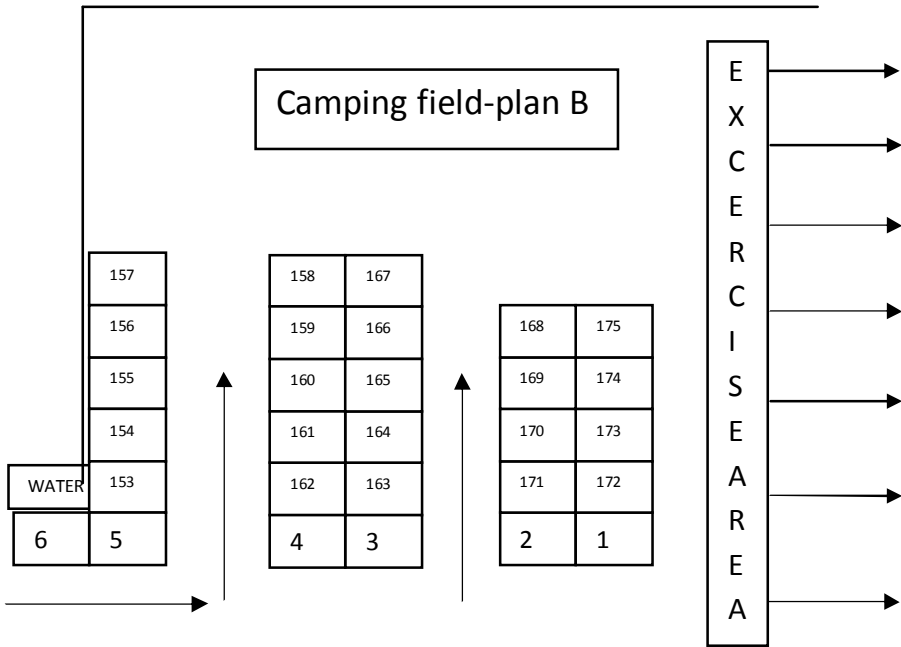 Camping field-plan B
157
156
155
154
WATER 153
6 5
158 167
159 166
160 165
161 164
162 163
4 3
168 175
169 174
170 173
171 172
2 1
E
X
C
E
R
C
I
S
E
A
R
E
A